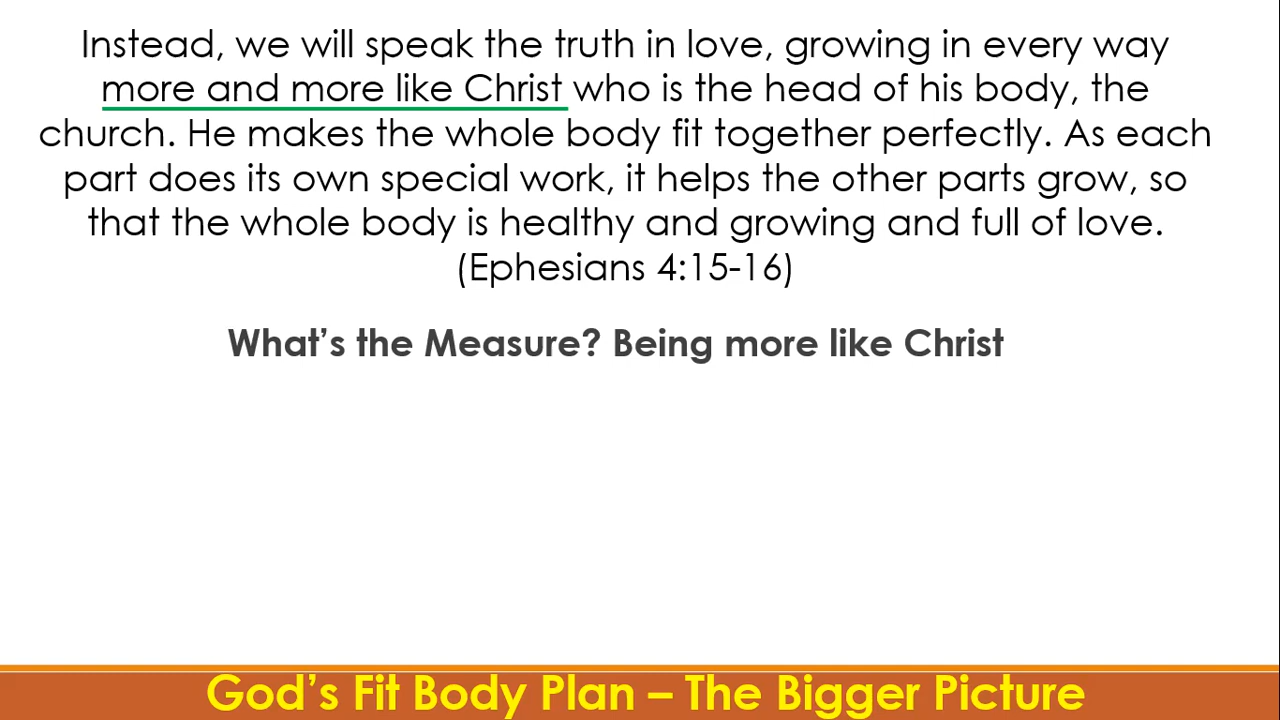 Instead, we will speak the truth in love, growing in every way
more and more like Christ who is the head of his body, the
church. He makes the whole body fit together perfectly. As each
part does its own special work, it helps the other parts grow, so
that the whole body is healthy and growing and full of love.
(Ephesians 4:15-16)
What's the Measure? Being more like Christ
God's Fit Body Plan – The Bigger Picture